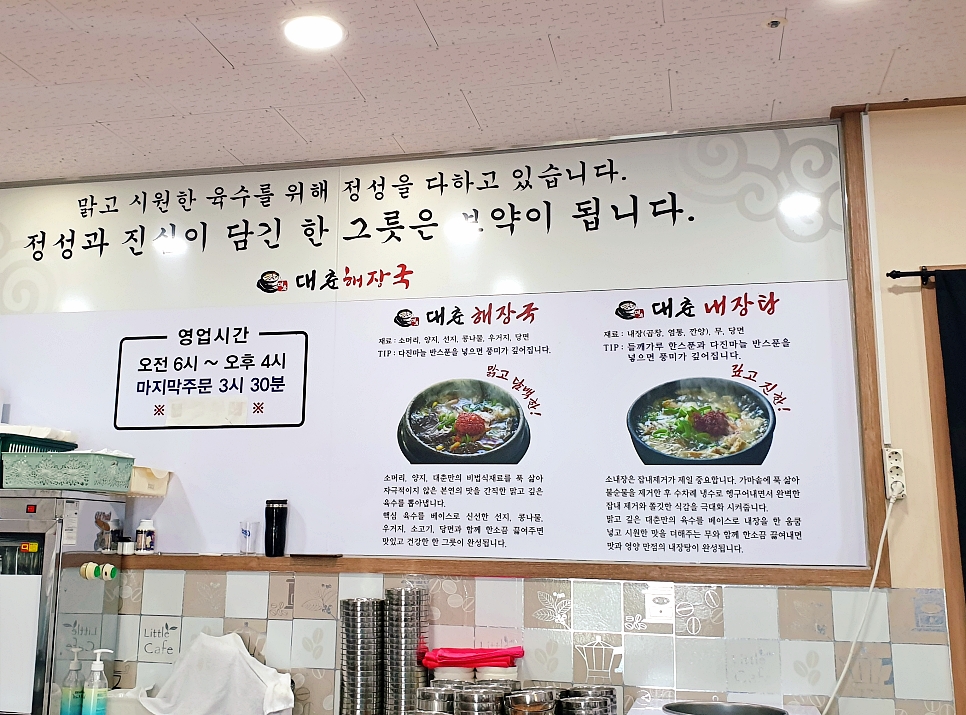 맑고 시원한 육수를 위해 정성을 다하고 있습니다.
정성과 담긴 한 그릇은 됩니다.
대춘해장국
영업시간
오전 6시 ~ 오후 4시
마지막주문 3시 30분
※ ※
대춘 해장국
재료 : 소머리, 양지, 선지, 콩나물, 우거지, 당면
TIP : 다진마늘 반스푼을 넣으면 풍미가 깊어집니다.
맑고 담백한!
소머리, 양지, 대춘만의 비법식재료를 푹 삶아
자극적이지 않은 본연의 맛을 간직한 맑고 깊은
육수를 뽑아냅니다.
핵심 육수를 베이스로 신선한 선지, 콩나물,
우거지, 소고기, 당면과 함께 한소끔 끓여주면
맛있고 건강한 한 그릇이 완성됩니다.
대춘 내장탕
재료 : 내장(곱창, 염통, 깐양), 무, 당면
TIP : 들깨가루 한스푼과 다진마늘 반스푼을
넣으면 풍미가 깊어집니다.
깊고 진한!
소내장은 잡내제거가 제일 중요합니다. 가마솥에 푹 삶아
불순물을 제거한 후 수차례 냉수로 헹구어내면서 완벽한
잡내 제거와 쫄깃한 식감을 극대화 시켜줍니다.
맑고 깊은 대춘만의 육수를 베이스로 내장을 한 움쿰
넣고 시원한 맛을 더해주는 무와 함께 한소끔 끓여내면
맛과 영양 만점의 내장탕이 완성됩니다.
Little
Cafe